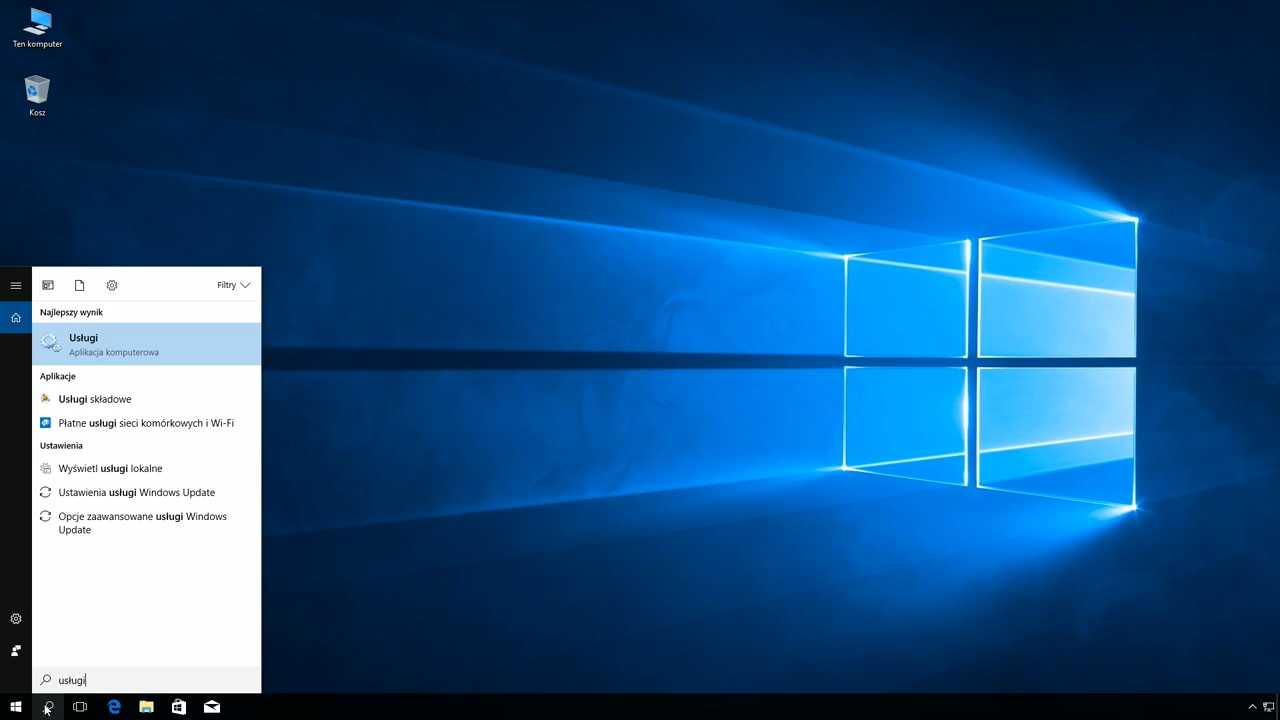 Ten komputer
Kosz
Filtry
Najlepszy wynik
Usługi
Aplikacja komputerowa
Aplikacje
Usługi składowe
Płatne usługi sieci komórkowych i Wi-Fi
Ustawienia
Wyświetl usługi lokalne
Ustawienia usługi Windows Update
Opcje zaawansowane usługi Windows
Update
usługi